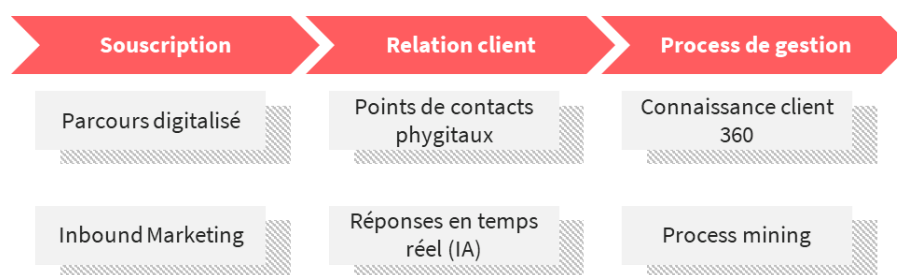 Souscription
Relation client
Process de gestion
Parcours digitalisé
Points de contacts
phygitaux
Connaissance client
360
Inbound Marketing
Réponses en temps
réel (IA)
Process mining